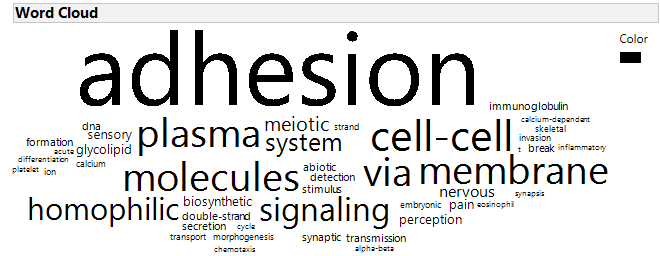 Word Cloud
Color
adhesion
immunoglobulin
dna
sensory
plasma
meiotic
strand
system
cell-cell
calcium-dependent
skeletal
invasion
t
break
inflammatory
formation
acute
glycolipid
differentiation
calcium
platelet
ion
molecules
abiotic
detection
stimulus
via
membrane
nervous
synapsis
homophilic
biosynthetic
double-strand
secretion
cycle
signaling
embryonic
pain
eosinophil
perception
transport
morphogenesis
chemotaxis
synaptic
transmission
alpha-beta